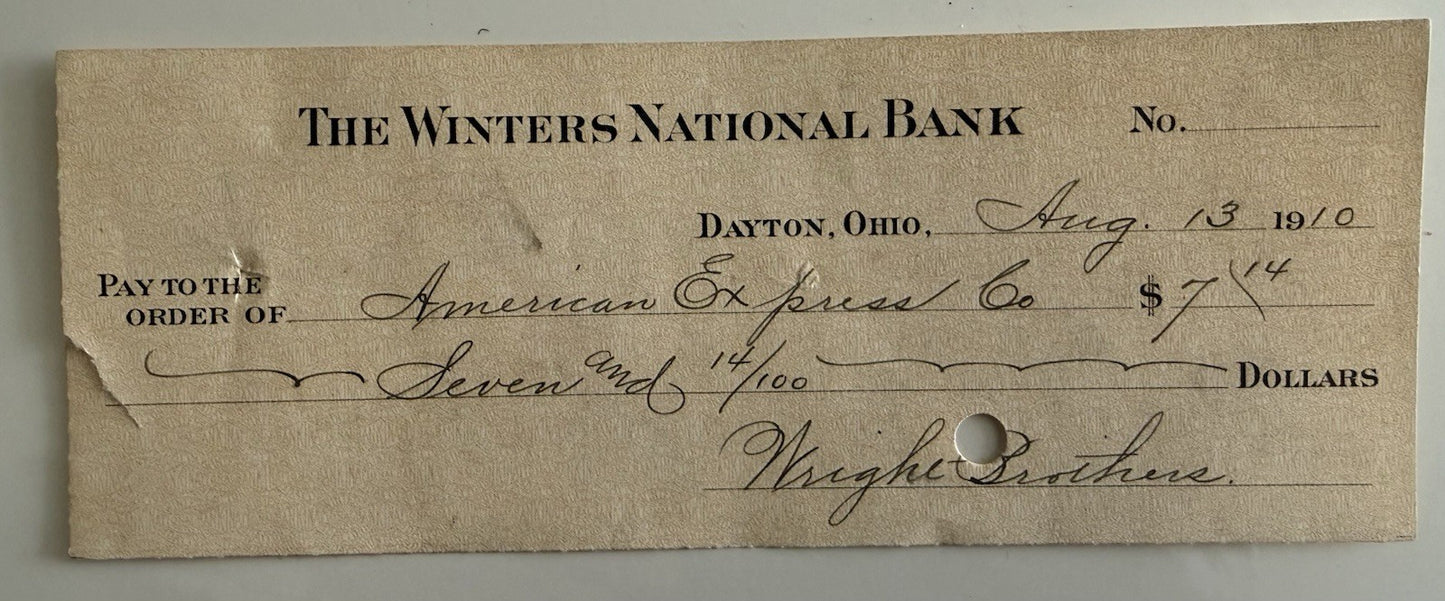 THE WINTERS NATIONAL BANK No.
DAYTON, OHIO, Aug. 13 1910
PAY TO THE
ORDER OF American Express Co $7 14
Seven and 14/100 DOLLARS
Wright Brothers.